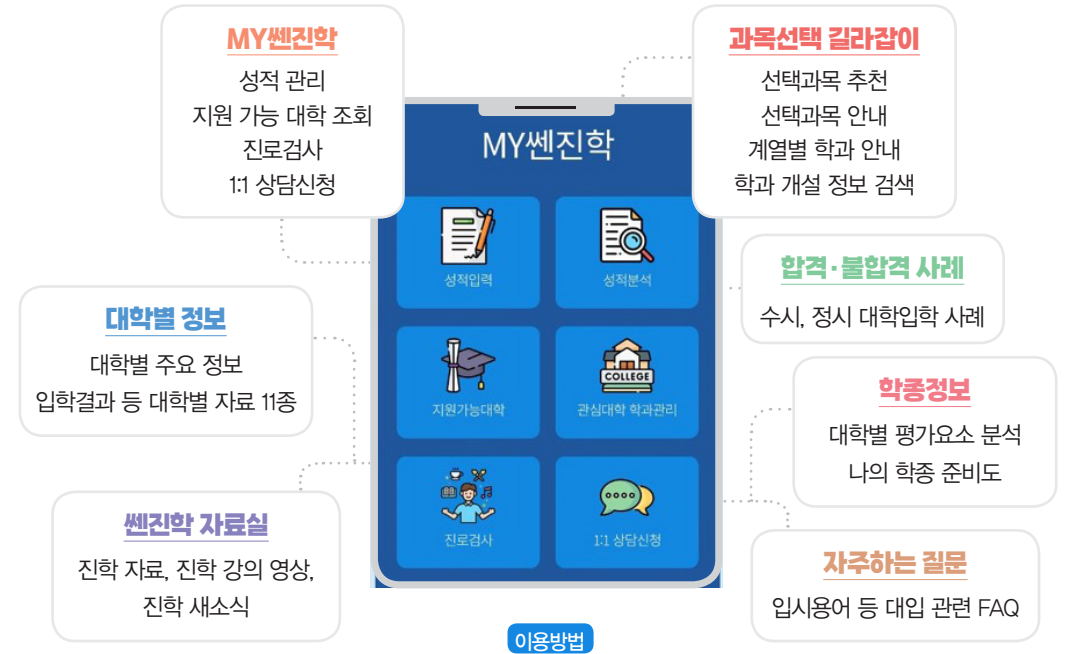 MY쎈진학
성적 관리
지원 가능 대학 조회
진로검사
1:1 상담신청
과목선택 길라잡이
선택과목 추천
선택과목 안내
계열별 학과 안내
학과 개설 정보 검색
MY쎈진학
성적입력
성적분석
지원가능대학
COLLEGE
관심대학 학과관리
진로검사
1:1 상담신청
합격·불합격 사례
수시, 정시 대학입학 사례
대학별 정보
대학별 주요 정보
입학결과 등 대학별 자료 11종
학종정보
대학별 평가요소 분석
나의 학종 준비도
쎈진학 자료실
진학 자료, 진학 강의 영상,
진학 새소식
자주하는 질문
입시용어 등 대입 관련 FAQ
이용방법